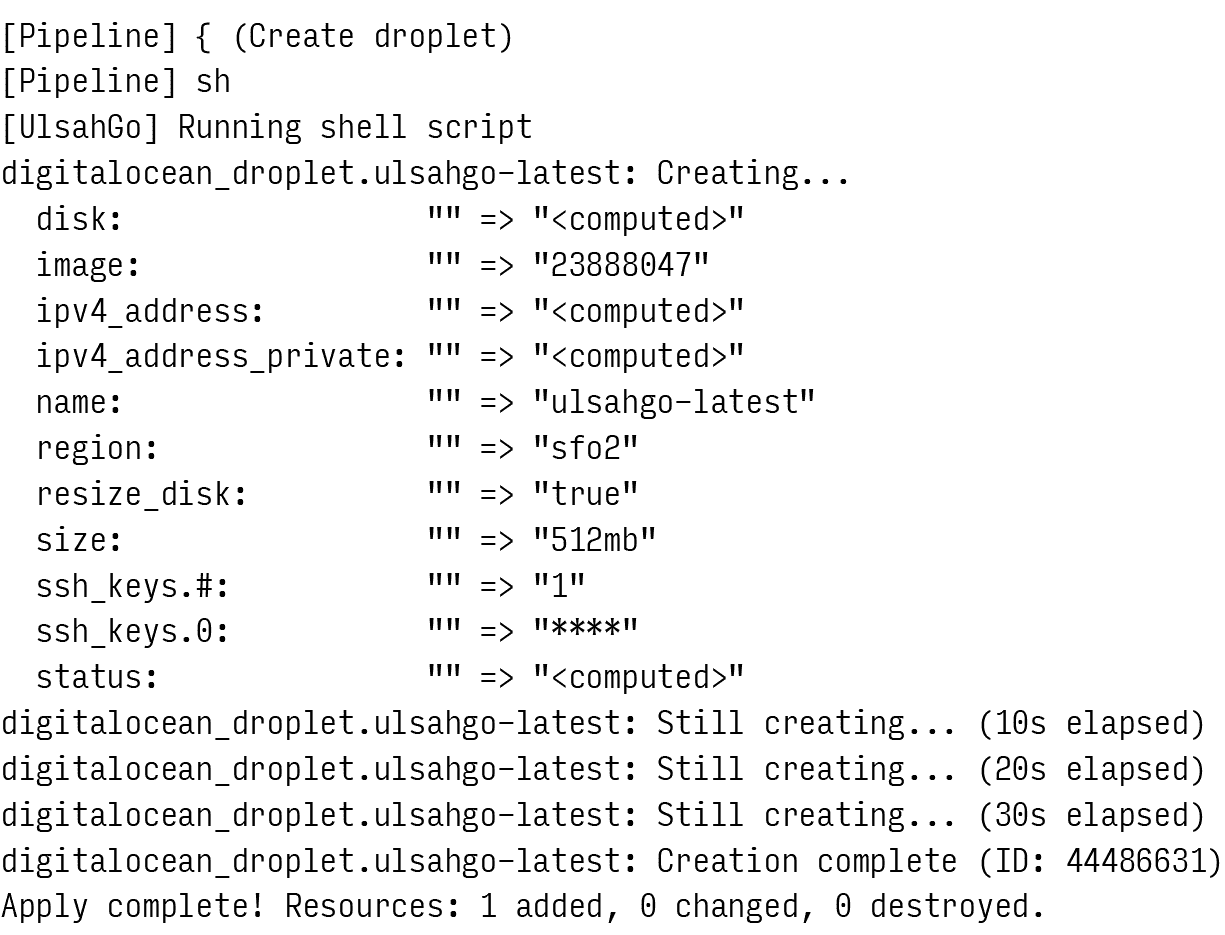 [Pipeline] { (Create droplet)
[Pipeline] sh
[UlsahGo] Running shell script
digitalocean_droplet.ulsahgo-latest: Creating...
  disk:                 "" => "<computed>"
  image:                "" => "23888047"
  ipv4_address:         "" => "<computed>"
  ipv4_address_private: "" => "<computed>"
  name:                 "" => "ulsahgo-latest"
  region:               "" => "sfo2"
  resize_disk:          "" => "true"
  size:                 "" => "512mb"
  ssh_keys.#:           "" => "1"
  ssh_keys.0:           "" => "****"
  status:               "" => "<computed>"
digitalocean_droplet.ulsahgo-latest: Still creating... (10s elapsed)
digitalocean_droplet.ulsahgo-latest: Still creating... (20s elapsed)
digitalocean_droplet.ulsahgo-latest: Still creating... (30s elapsed)
digitalocean_droplet.ulsahgo-latest: Creation complete (ID: 44486631)
Apply complete! Resources: 1 added, 0 changed, 0 destroyed.